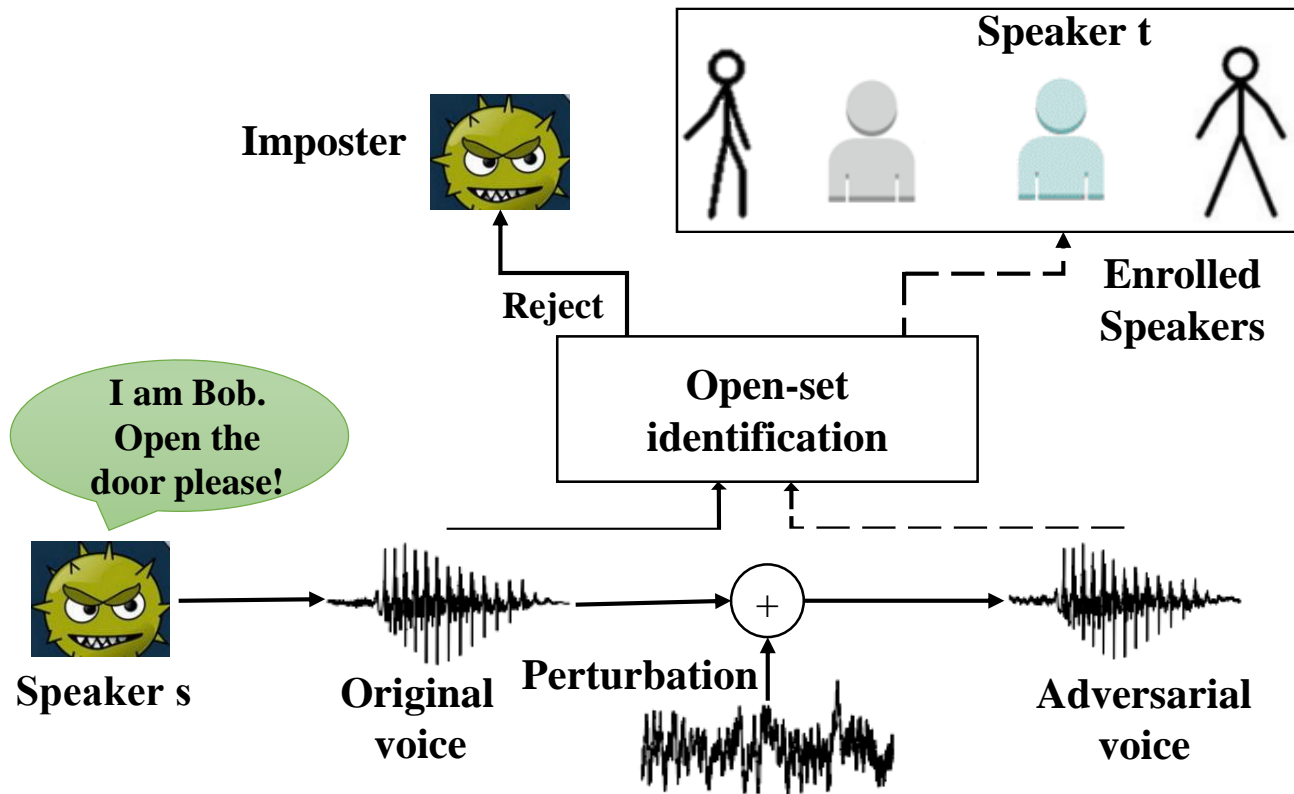 Speaker t
Imposter
Enrolled
Speakers
Reject
Open-set
identification
I am Bob.
Open the
door please!
+
Perturbation
Speaker s
Original
voice
Adversarial
voice